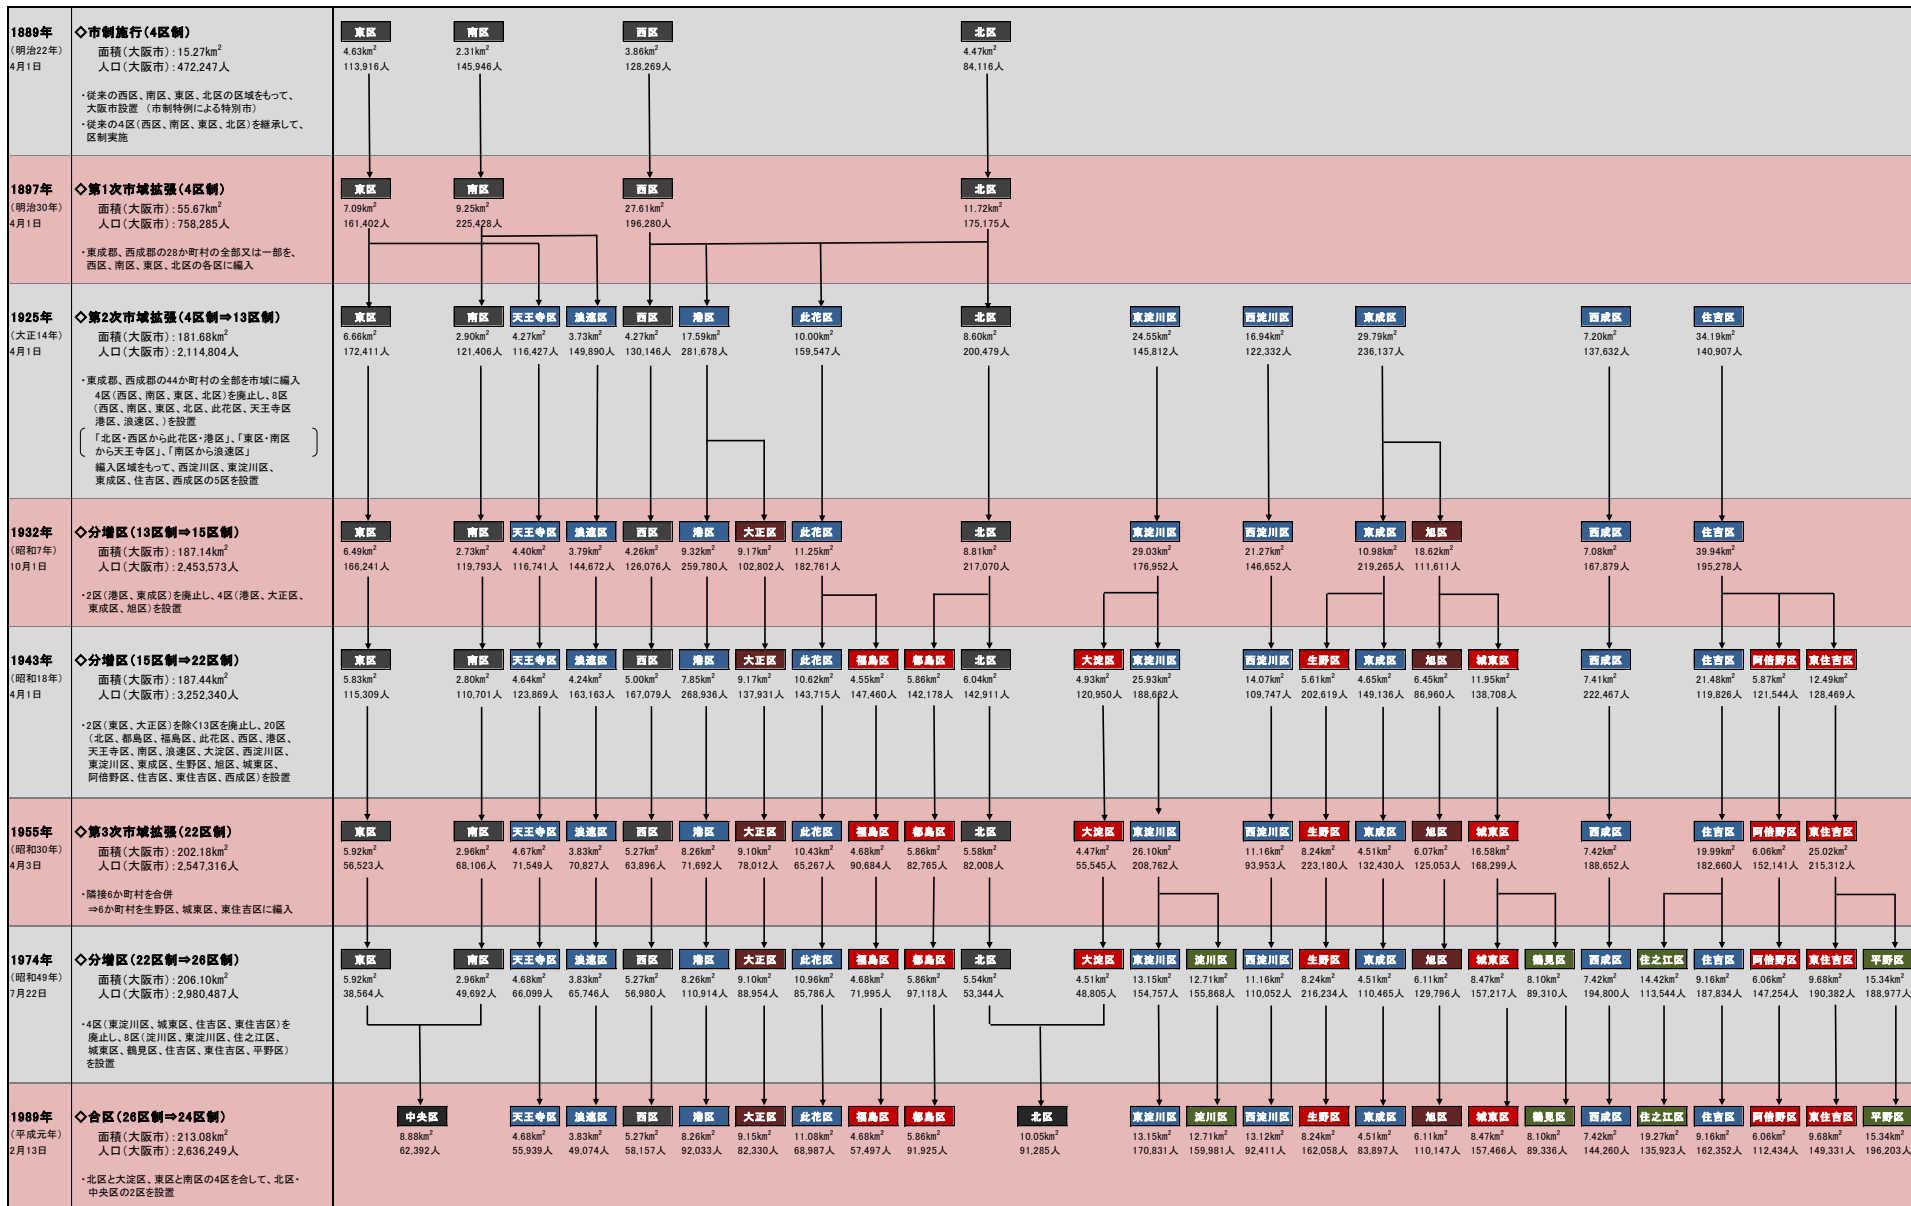 1889年
(明治22年)
4月1日
◇市制施行(4区制)
面積(大阪市):15.27km²
人口(大阪市):472,247人
・従来の西区、南区、東区、北区の区域をもって、
大阪市設置 (市制特例による特別市)
・従来の4区(西区、南区、東区、北区)を継承して、
区制実施
東区 南区 西区 北区
4.63km² 2.31km² 3.86km² 4.47km²
113,916人 145,946人 128,269人 84,116人
1897年
(明治30年)
4月1日
◇第1次市域拡張(4区制)
面積(大阪市):55.67km²
人口(大阪市):758,285人
・東成郡、西成郡の28か町村の全部又は一部を、
西区、南区、東区、北区の各区に編入
東区 南区 西区 北区
7.09km² 9.25km² 27.61km² 11.72km²
161,402人 225,428人 196,280人 175,175人
1925年
(大正14年)
4月1日
◇第2次市域拡張(4区制⇒13区制)
面積(大阪市):181.68km²
人口(大阪市):2,114,804人
・東成郡、西成郡の44か町村の全部を市域に編入
4区(西区、南区、東区、北区)を廃止し、8区
(西区、南区、東区、北区、此花区、天王寺区
港区、浪速区、)を設置
「北区・西区から此花区・港区」、「東区・南区
から天王寺区」、「南区から浪速区」
編入区域をもって、西淀川区、東淀川区、
東成区、住吉区、西成区の5区を設置
東区 南区 天王寺区 浪速区 西区 港区 此花区 北区 東淀川区 西淀川区 東成区 西成区 住吉区
6.66km² 2.90km² 4.27km² 3.73km² 4.27km² 17.59km² 10.00km² 8.60km² 24.55km² 16.94km² 29.79km² 7.20km² 34.19km²
172,411人 121,406人 116,427人 149,890人 130,146人 281,678人 159,547人 200,479人 145,812人 122,332人 236,137人 137,632人 140,907人
1932年
(昭和7年)
10月1日
◇分増区(13区制⇒15区制)
面積(大阪市):187.14km²
人口(大阪市):2,453,573人
・2区(港区、東成区)を廃止し、4区(港区、大正区、
東成区、旭区)を設置
東区 南区 天王寺区 浪速区 西区 港区 大正区 此花区 北区 東淀川区 西淀川区 東成区 旭区 西成区 住吉区
6.49km² 2.73km² 4.40km² 3.79km² 4.26km² 9.32km² 9.17km² 11.25km² 8.81km² 29.03km² 21.27km² 10.98km² 18.62km² 7.08km² 39.94km²
166,241人 119,793人 116,741人 144,672人 126,076人 259,780人 102,802人 182,761人 217,070人 176,952人 146,652人 219,265人 111,611人 167,879人 195,278人
1943年
(昭和18年)
4月1日
◇分増区(15区制⇒22区制)
面積(大阪市):187.44km²
人口(大阪市):3,252,340人
・2区(東区、大正区)を除く13区を廃止し、20区
(北区、都島区、福島区、此花区、西区、港区、
天王寺区、南区、浪速区、大淀区、西淀川区、
東淀川区、東成区、生野区、旭区、城東区、
阿倍野区、住吉区、東住吉区、西成区)を設置
東区 南区 天王寺区 浪速区 西区 港区 大正区 此花区 福島区 都島区 北区 大淀区 東淀川区 西淀川区 生野区 東成区 旭区 城東区 西成区 住吉区 阿倍野区 東住吉区
5.83km² 2.80km² 4.64km² 4.24km² 5.00km² 7.85km² 9.17km² 10.62km² 4.55km² 5.86km² 6.04km² 4.93km² 25.93km² 14.07km² 5.61km² 4.65km² 6.45km² 11.95km² 7.41km² 21.48km² 5.87km² 12.49km²
115,309人 110,701人 123,869人 163,163人 167,079人 268,936人 137,931人 143,715人 147,460人 142,178人 142,911人 120,950人 188,662人 109,747人 202,619人 149,136人 86,960人 138,708人 222,467人 119,826人 121,544人 128,469人
1955年
(昭和30年)
4月3日
◇第3次市域拡張(22区制)
面積(大阪市):202.18km²
人口(大阪市):2,547,316人
・隣接6か町村を合併
⇒6か町村を生野区、城東区、東住吉区に編入
東区 南区 天王寺区 浪速区 西区 港区 大正区 此花区 福島区 都島区 北区 大淀区 東淀川区 西淀川区 生野区 東成区 旭区 城東区 西成区 住吉区 阿倍野区 東住吉区
5.92km² 2.96km² 4.67km² 3.83km² 5.27km² 8.26km² 9.10km² 10.43km² 4.68km² 5.86km² 5.58km² 4.47km² 26.10km² 11.16km² 8.24km² 4.51km² 6.07km² 16.58km² 7.42km² 19.99km² 6.06km² 25.02km²
56,523人 68,106人 71,549人 70,827人 63,896人 71,692人 78,012人 65,267人 90,684人 82,765人 82,008人 55,545人 208,762人 93,953人 223,180人 132,430人 125,053人 168,299人 188,652人 182,660人 152,141人 215,312人
1974年
(昭和49年)
7月22日
◇分増区(22区制⇒26区制)
面積(大阪市):206.10km²
人口(大阪市):2,980,487人
・4区(東淀川区、城東区、住吉区、東住吉区)を
廃止し、8区(淀川区、東淀川区、住之江区、
城東区、鶴見区、住吉区、東住吉区、平野区)
を設置
東区 南区 天王寺区 浪速区 西区 港区 大正区 此花区 福島区 都島区 北区 大淀区 東淀川区 淀川区 西淀川区 生野区 東成区 旭区 城東区 鶴見区 西成区 住之江区 住吉区 阿倍野区 東住吉区 平野区
5.92km² 2.96km² 4.68km² 3.83km² 5.27km² 8.26km² 9.10km² 10.96km² 4.68km² 5.86km² 5.54km² 4.51km² 13.15km² 12.71km² 11.16km² 8.24km² 4.51km² 6.11km² 8.47km² 8.10km² 7.42km² 14.42km² 9.16km² 6.06km² 9.68km² 15.34km²
38,564人 49,692人 66,099人 65,746人 56,980人 110,914人 88,954人 85,786人 71,995人 97,118人 53,344人 48,805人 154,757人 155,868人 110,052人 216,234人 110,465人 129,796人 157,217人 89,310人 194,800人 113,544人 187,834人 147,254人 190,382人 188,977人
1989年
(平成元年)
2月13日
◇合区(26区制⇒24区制)
面積(大阪市):213.08km²
人口(大阪市):2,636,249人
・北区と大淀区、東区と南区の4区を合して、北区・
中央区の2区を設置
中央区 天王寺区 浪速区 西区 港区 大正区 此花区 福島区 都島区 北区 東淀川区 淀川区 西淀川区 生野区 東成区 旭区 城東区 鶴見区 西成区 住之江区 住吉区 阿倍野区 東住吉区 平野区
8.88km² 4.68km² 3.83km² 5.27km² 8.26km² 9.15km² 11.08km² 4.68km² 5.86km² 10.05km² 13.15km² 12.71km² 13.12km² 8.24km² 4.51km² 6.11km² 8.47km² 8.10km² 7.42km² 19.27km² 9.16km² 6.06km² 9.68km² 15.34km²
62,392人 55,939人 49,074人 58,157人 92,033人 82,330人 68,987人 57,497人 91,925人 91,285人 170,831人 159,981人 92,411人 162,058人 83,897人 110,147人 157,466人 89,336人 144,260人 135,923人 162,352人 112,434人 149,331人 196,203人